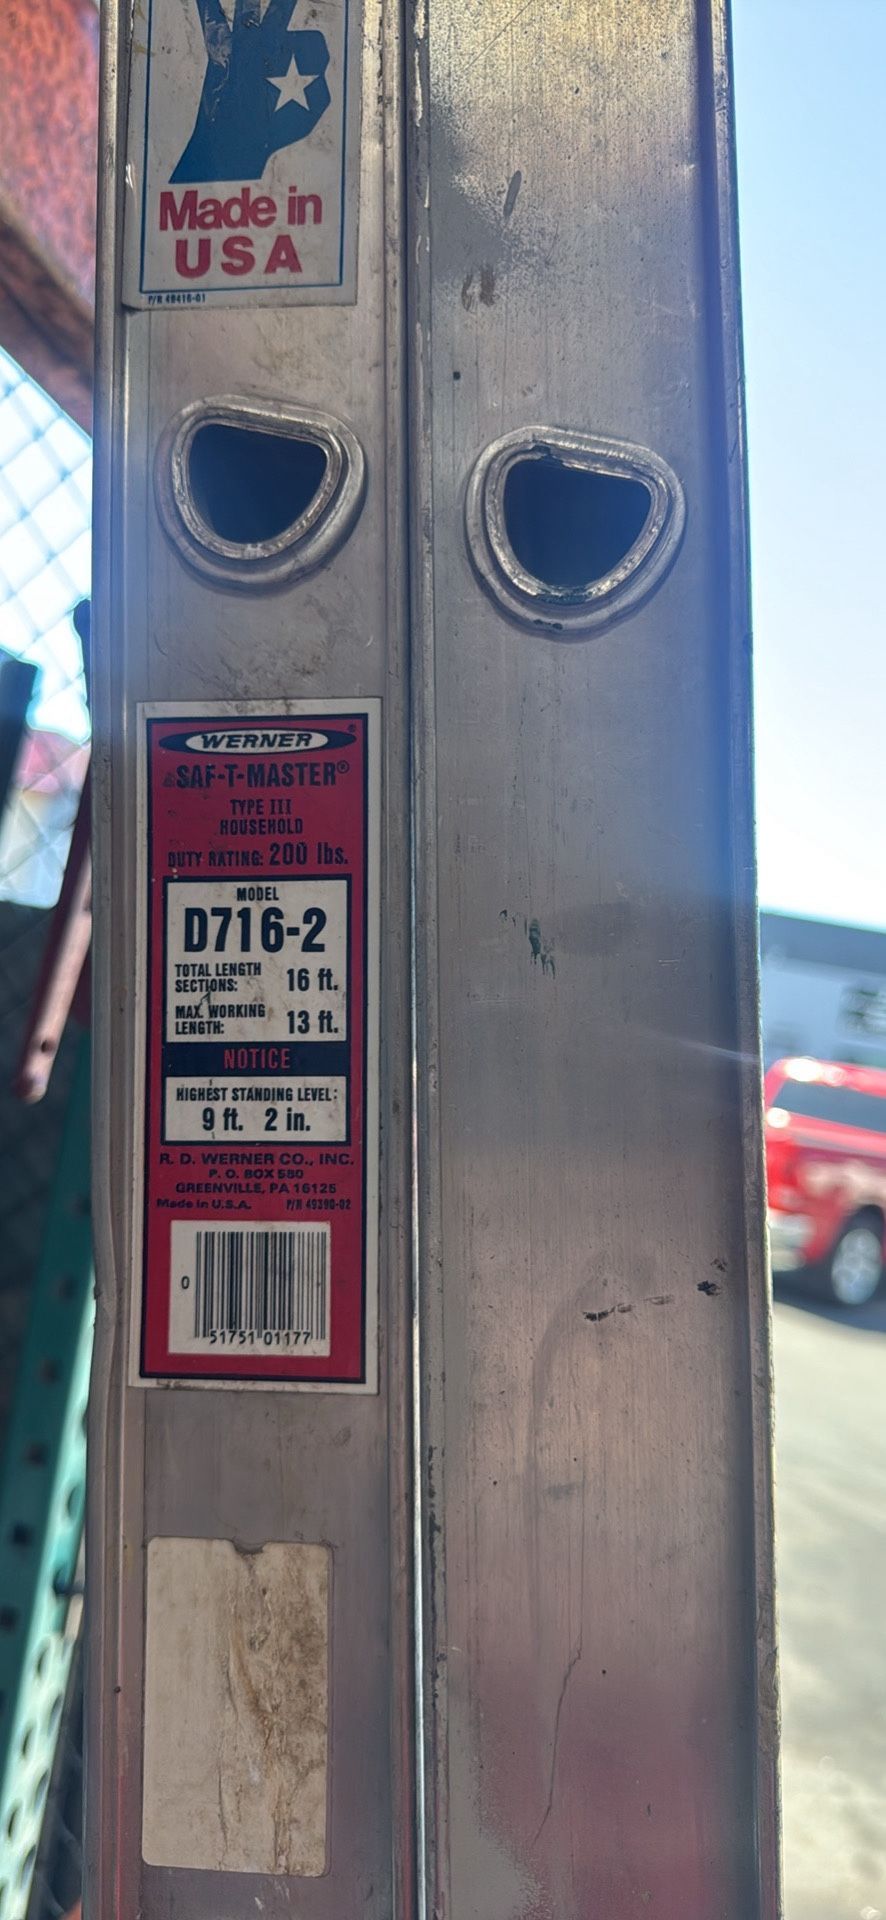 Made in
USA
P/R 49416-01
WERNER®
SAF-T-MASTER®
TYPE III
HOUSEHOLD
DUTY RATING: 200 lbs.
MODEL
D716-2
TOTAL LENGTH
SECTIONS: 16 ft.
MAX. WORKING
LENGTH: 13 ft.
NOTICE
HIGHEST STANDING LEVEL:
9 ft. 2 in.
R. D. WERNER CO., INC.
P. O. BOX 580
GREENVILLE, PA 16125
Made in U.S.A. P/N 49390-02
0 51751 01177